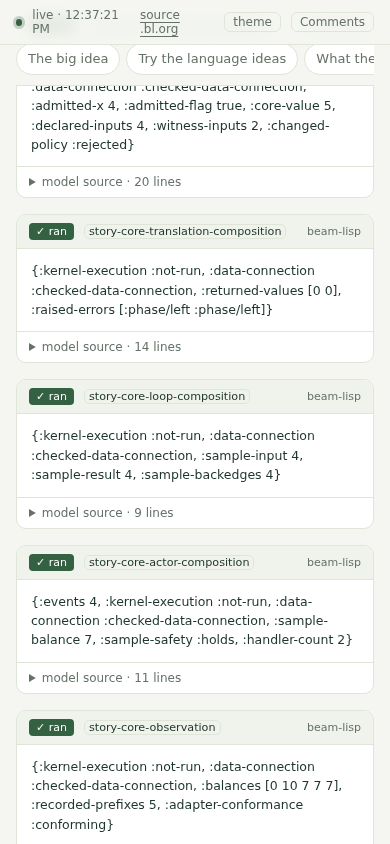 live · 12:37:21 PM
source .bl.org
theme
Comments
The big idea
Try the language ideas
What the
:data-connection :checked-data-connection,
:admitted-x 4, :admitted-flag true, :core-value 5,
:declared-inputs 4, :witness-inputs 2, :changed-
policy :rejected}
▶ model source · 20 lines
✓ ran story-core-translation-composition beam-lisp
{:kernel-execution :not-run, :data-connection
:checked-data-connection, :returned-values [0 0],
:raised-errors [:phase/left :phase/left]}
▶ model source · 14 lines
✓ ran story-core-loop-composition beam-lisp
{:kernel-execution :not-run, :data-connection
:checked-data-connection, :sample-input 4,
:sample-result 4, :sample-backedges 4}
▶ model source · 9 lines
✓ ran story-core-actor-composition beam-lisp
{:events 4, :kernel-execution :not-run, :data-
connection :checked-data-connection, :sample-
balance 7, :sample-safety :holds, :handler-count 2}
▶ model source · 11 lines
✓ ran story-core-observation beam-lisp
{:kernel-execution :not-run, :data-connection
:checked-data-connection, :balances [0 10 7 7 7],
:recorded-prefixes 5, :adapter-conformance
:conforming}